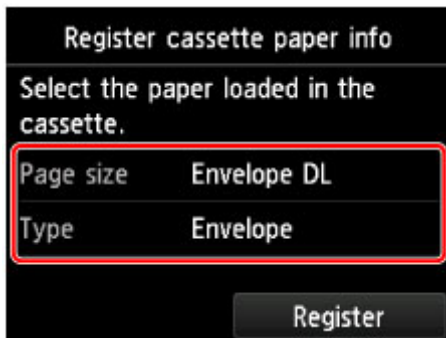 Register cassette paper info
Select the paper loaded in the
cassette.
Page size Envelope DL
Type Envelope
Register